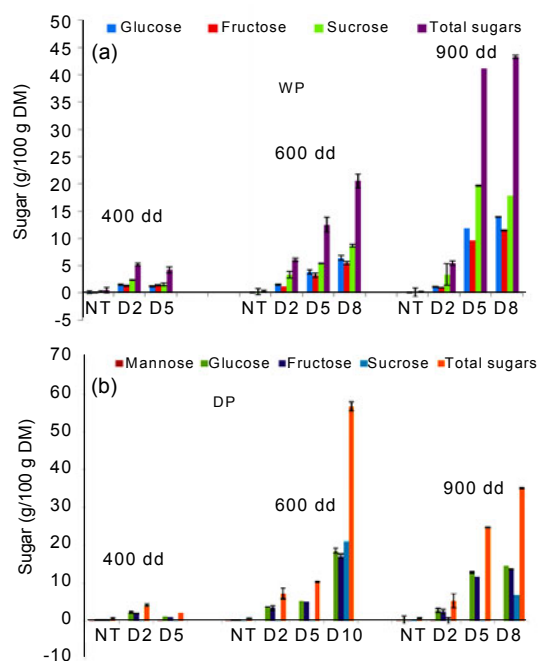 Glucose Fructose Sucrose Total sugars
(a)
WP
900 dd
600 dd
400 dd
Sugar (g/100 g DM)
50
45
40
35
30
25
20
15
10
5
0
-5
NT D2 D5 NT D2 D5 D8 NT D2 D5 D8
Mannose Glucose Fructose Sucrose Total sugars
(b)
DP
600 dd
900 dd
400 dd
Sugar (g/100 g DM)
70
60
50
40
30
20
10
0
-10
NT D2 D5 NT D2 D5 D10 NT D2 D5 D8